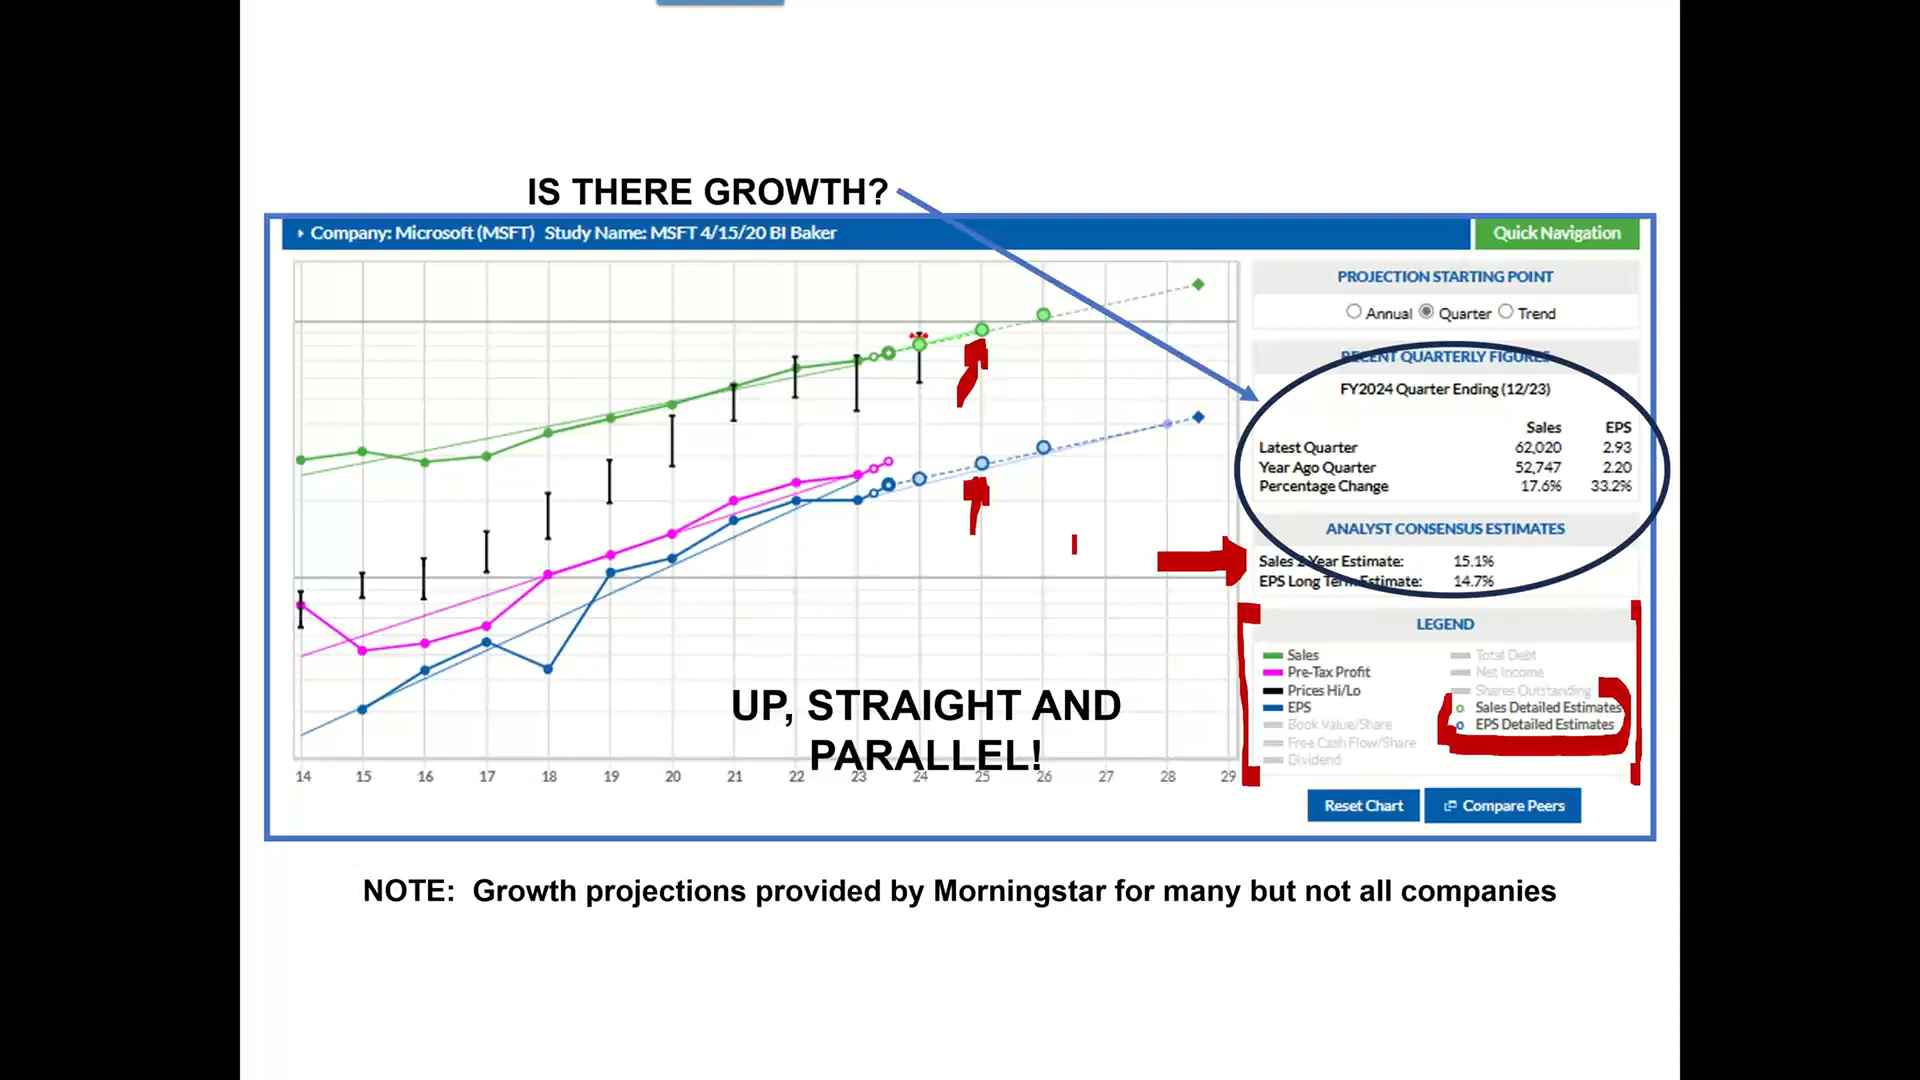 IS THERE GROWTH?
Company: Microsoft (MSFT) Study Name: MSFT 4/15/20 BI Baker
Quick Navigation
PROJECTION STARTING POINT
Annual Quarter Trend
RECENT QUARTERLY FIGURES
FY2024 Quarter Ending (12/23)
Sales EPS
Latest Quarter 62,020 2.93
Year Ago Quarter 52,747 2.20
Percentage Change 17.6% 33.2%
ANALYST CONSENSUS ESTIMATES
Sales 2 Year Estimate: 15.1%
EPS Long Term Estimate: 14.7%
LEGEND
Sales Total Debt
Pre-Tax Profit Net Income
Prices Hi/Lo Shares Outstanding
EPS Sales Detailed Estimates
Book Value/Share EPS Detailed Estimates
Free Cash Flow/Share
Dividend
UP, STRAIGHT AND
PARALLEL!
14 15 16 17 18 19 20 21 22 23 24 25 26 27 28 29
Reset Chart Compare Peers
NOTE: Growth projections provided by Morningstar for many but not all companies